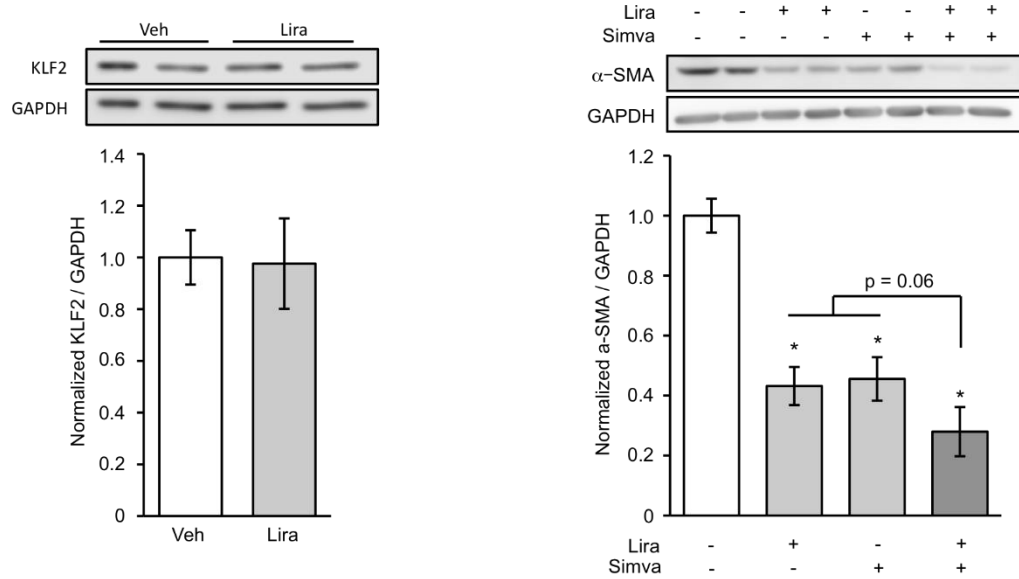 Veh Lira
KLF2
GAPDH
1.4
1.2
1.0
0.8
0.6
0.4
0.2
0
Normalized KLF2 / GAPDH
Veh Lira
Lira - - + + - - + +
Simva - - - - + + + +
α-SMA
GAPDH
1.2
1.0
0.8
0.6
0.4
0.2
0
Normalized a-SMA / GAPDH
p = 0.06
* * *
Lira - + - +
Simva - - + +